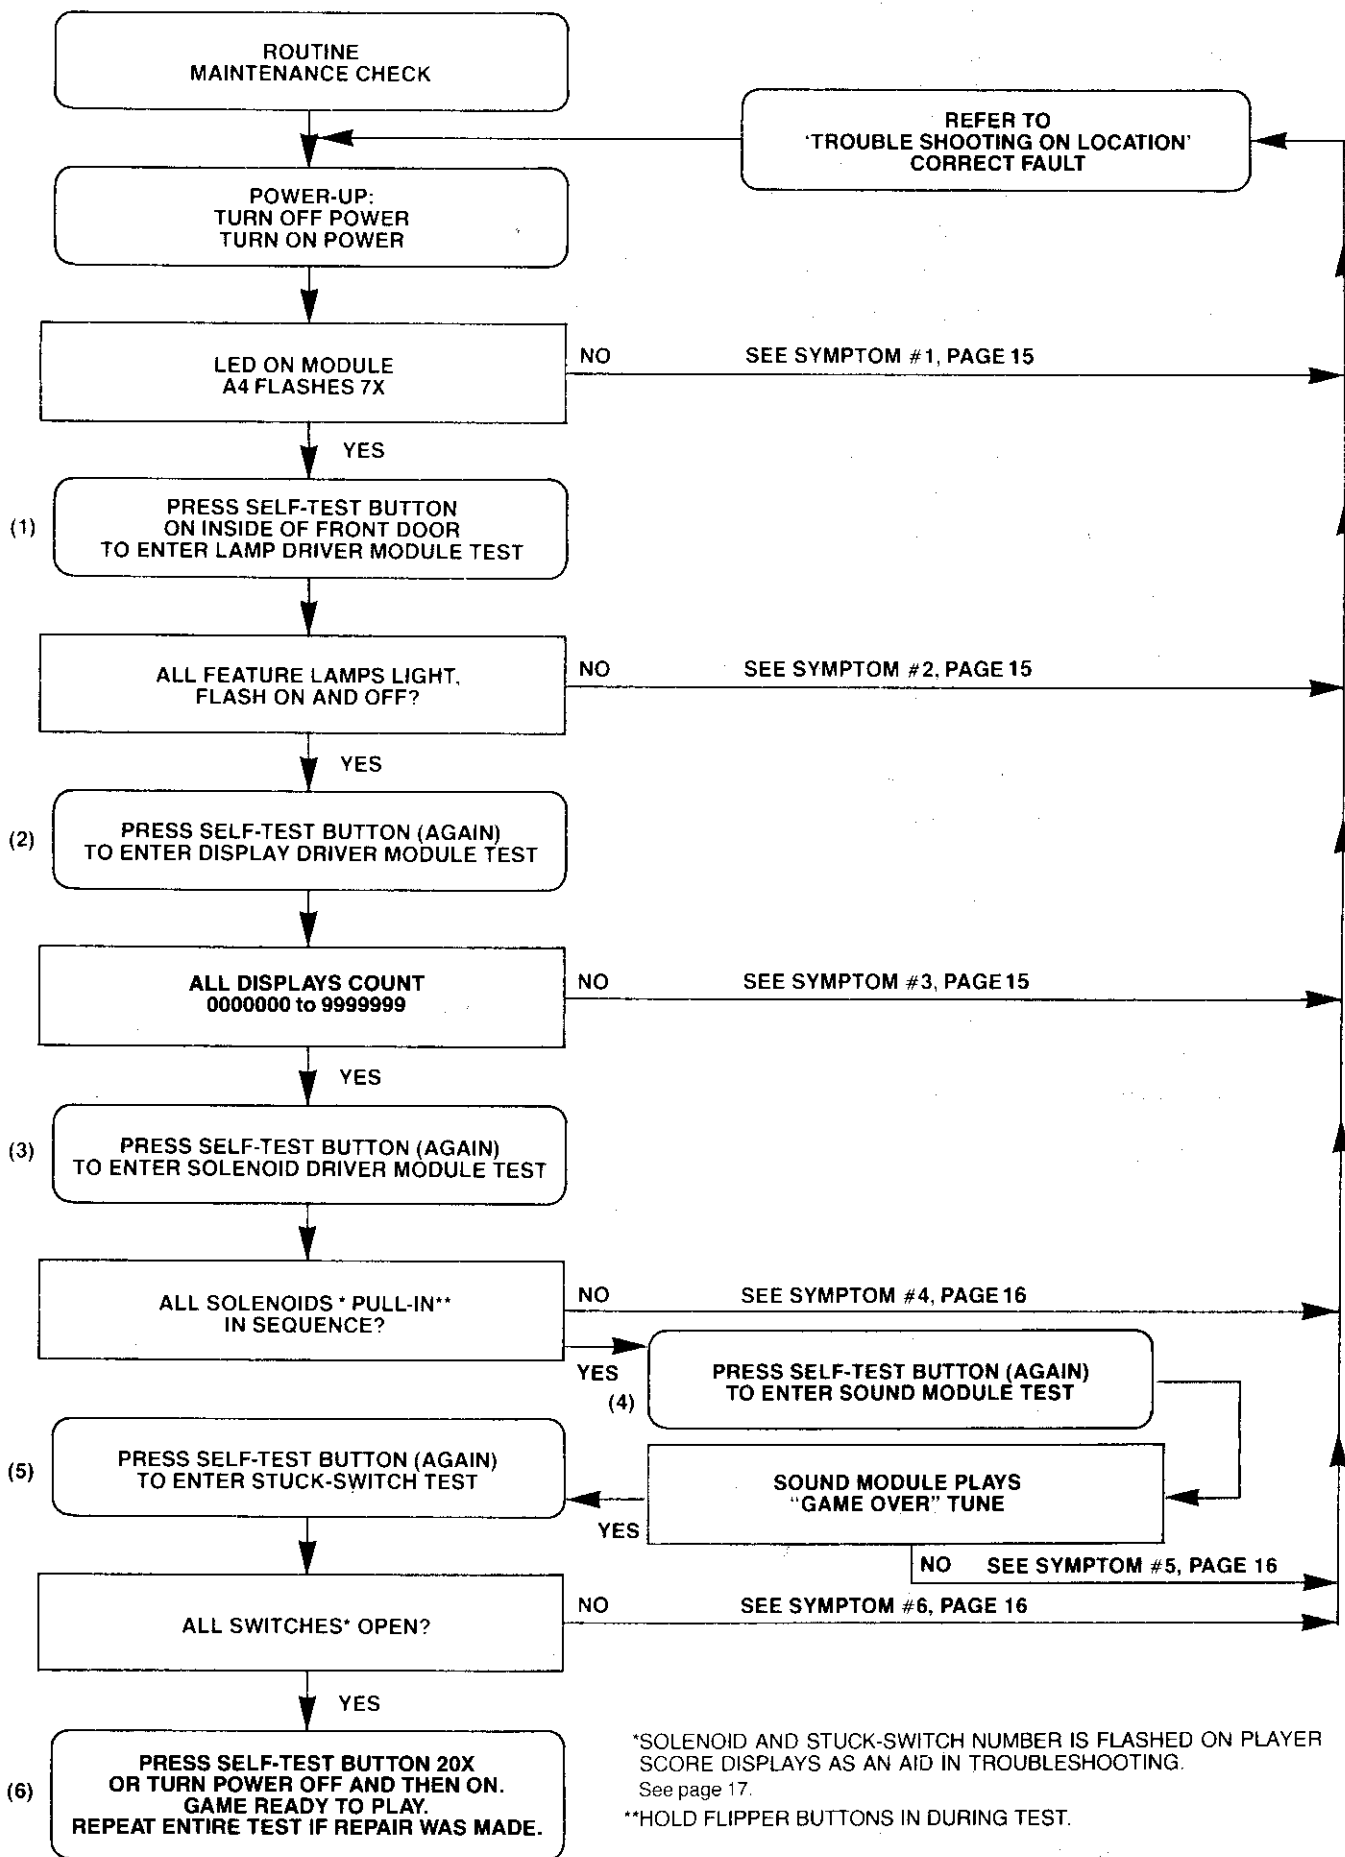 ROUTINE
MAINTENANCE CHECK
REFER TO
'TROUBLE SHOOTING ON LOCATION'
CORRECT FAULT
POWER-UP:
TURN OFF POWER
TURN ON POWER
LED ON MODULE
A4 FLASHES 7X
NO SEE SYMPTOM #1, PAGE 15
YES
(1)
PRESS SELF-TEST BUTTON
ON INSIDE OF FRONT DOOR
TO ENTER LAMP DRIVER MODULE TEST
ALL FEATURE LAMPS LIGHT,
FLASH ON AND OFF?
NO SEE SYMPTOM #2, PAGE 15
YES
(2)
PRESS SELF-TEST BUTTON (AGAIN)
TO ENTER DISPLAY DRIVER MODULE TEST
ALL DISPLAYS COUNT
0000000 to 9999999
NO SEE SYMPTOM #3, PAGE 15
YES
(3)
PRESS SELF-TEST BUTTON (AGAIN)
TO ENTER SOLENOID DRIVER MODULE TEST
ALL SOLENOIDS * PULL-IN**
IN SEQUENCE?
NO SEE SYMPTOM #4, PAGE 16
YES
(4)
PRESS SELF-TEST BUTTON (AGAIN)
TO ENTER SOUND MODULE TEST
SOUND MODULE PLAYS
"GAME OVER" TUNE
YES
NO SEE SYMPTOM #5, PAGE 16
(5)
PRESS SELF-TEST BUTTON (AGAIN)
TO ENTER STUCK-SWITCH TEST
ALL SWITCHES* OPEN?
NO SEE SYMPTOM #6, PAGE 16
YES
(6)
PRESS SELF-TEST BUTTON 20X
OR TURN POWER OFF AND THEN ON.
GAME READY TO PLAY.
REPEAT ENTIRE TEST IF REPAIR WAS MADE.
*SOLENOID AND STUCK-SWITCH NUMBER IS FLASHED ON PLAYER
SCORE DISPLAYS AS AN AID IN TROUBLESHOOTING.
See page 17.
**HOLD FLIPPER BUTTONS IN DURING TEST.